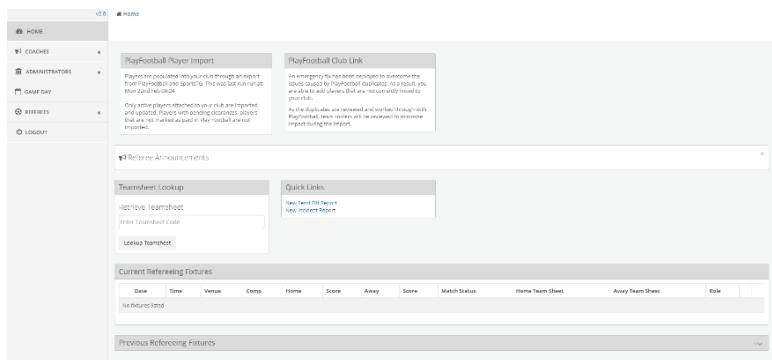 v3.8
Home
HOME
COACHES
ADMINISTRATORS
GAME DAY
REFEREES
LOGOUT
PlayFootball Player Import
Players are populated into your club through an export
from PlayFootball and SportsTG. This was last run run at:
Mon 22nd Feb 09:24
Only active players attached to your club are imported
and updated. Players with pending clearances, players
that are not marked as paid in Play Football are not
imported.
PlayFootball Club Link
An emergency fix has been deployed to overcome the
issues caused by PlayFootball duplicates. As a result, you
are able to add players that are not currently linked to
your club.
As the duplicates are reviewed and worked through with
PlayFootball, team rosters will be reviewed to determine
impact during the import.
Referee Announcements
Teamsheet Lookup
Retrieve Teamsheet
Enter Teamsheet Code
Lookup Teamsheet
Quick Links
New Send Off Report
New Incident Report
Current Refereeing Fixtures
Date Time Venue Comp Home Score Away Score Match Status Home Team Sheet Away Team Sheet Role
No fixtures listed
Previous Refereeing Fixtures